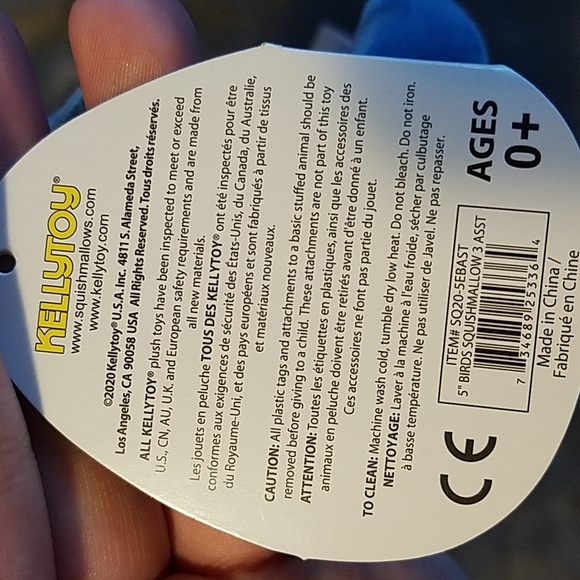 KELLYTOY®
www.squishmallows.com
www.kellytoy.com
©2020 Kellytoy® U.S.A. Inc. 4811 S. Alameda Street,
Los Angeles, CA 90058 USA All Rights Reserved. Tous droits réservés.
ALL KELLYTOY® plush toys have been inspected to meet or exceed
U.S., CN, AU, U.K. and European safety requirements and are made from
all new materials.
Les jouets en peluche TOUS DES KELLYTOY® ont été inspectés pour être
conformes aux exigences de sécurité des États-Unis, du Canada, du Australie,
du Royaume-Uni, et des pays européens et sont fabriqués à partir de tissus
et matériaux nouveaux.
CAUTION: All plastic tags and attachments to a basic stuffed animal should be
removed before giving to a child. These attachments are not part of this toy
ATTENTION: Toutes les étiquettes en plastiques, ainsi que les accessoires des
animaux en peluche doivent être retirés avant d'être donné à un enfant.
Ces accessoires ne font pas partie du jouet.
TO CLEAN: Machine wash cold, tumble dry low heat. Do not bleach. Do not iron.
NETTOYAGE: Laver à la machine à l'eau froide, sécher par culbutage
à basse température. Ne pas utiliser de Javel. Ne pas repasser.
CE
ITEM# SQ20-5EBAST
5" BIRDS SQUISHMALLOW 3 ASST
7 34689 25336 4
Made in China /
Fabriqué en Chine
AGES
0+